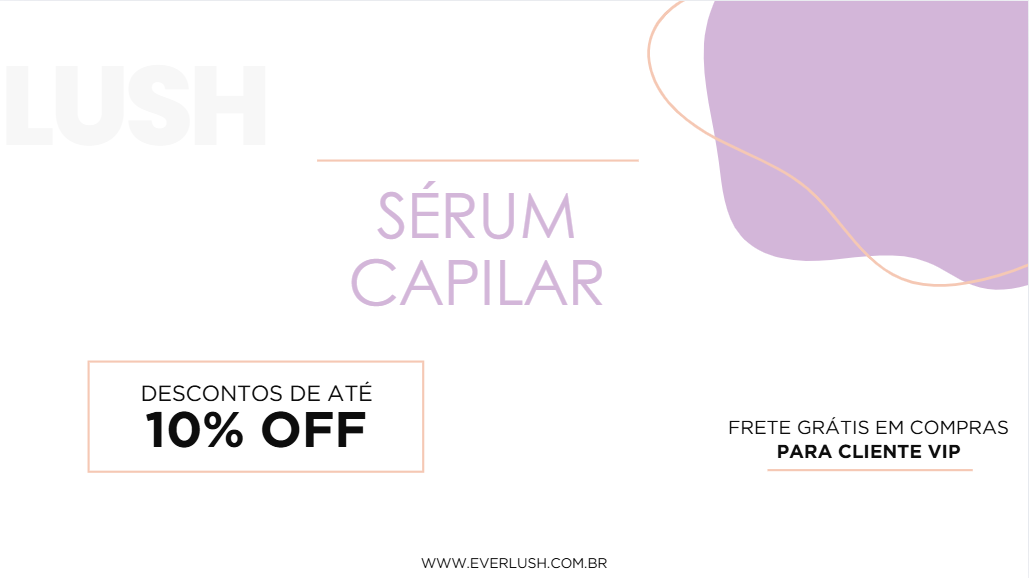 LUSH
SÉRUM
CAPILAR
DESCONTOS DE ATÉ
10% OFF
FRETE GRÁTIS EM COMPRAS
PARA CLIENTE VIP
WWW.EVERLUSH.COM.BR